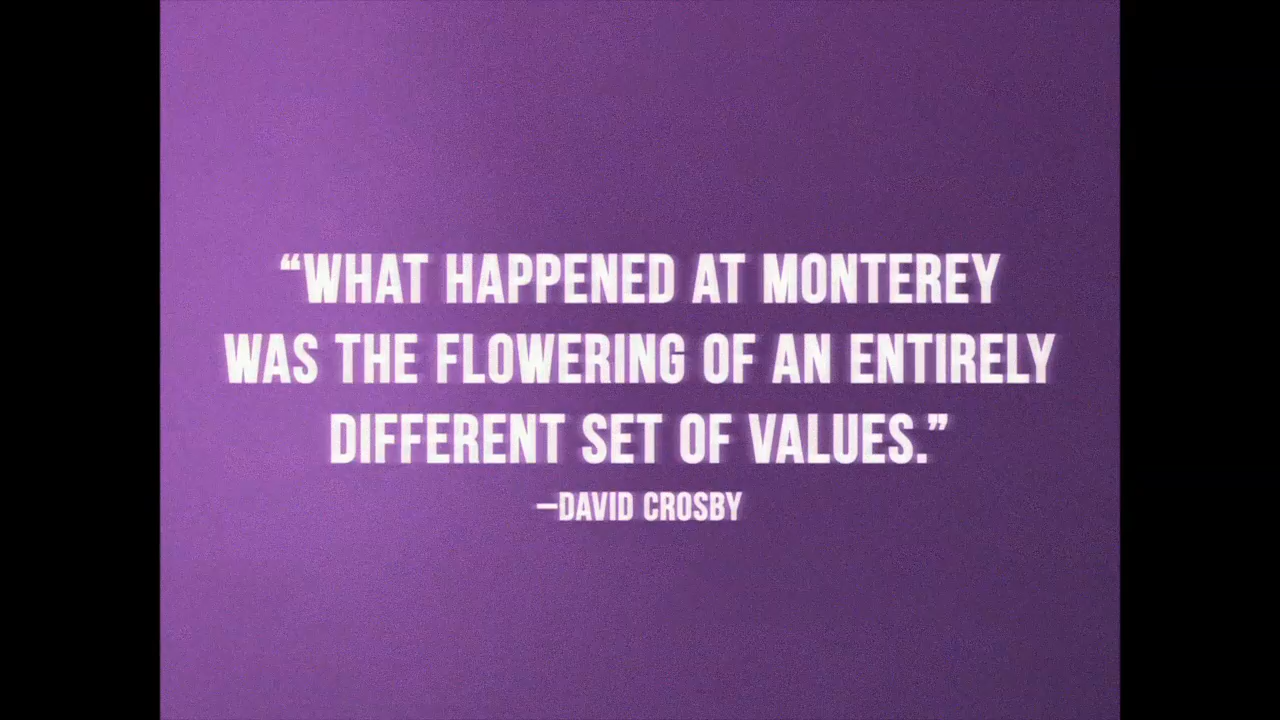 “WHAT HAPPENED AT MONTEREY
WAS THE FLOWERING OF AN ENTIRELY
DIFFERENT SET OF VALUES.”
—DAVID CROSBY